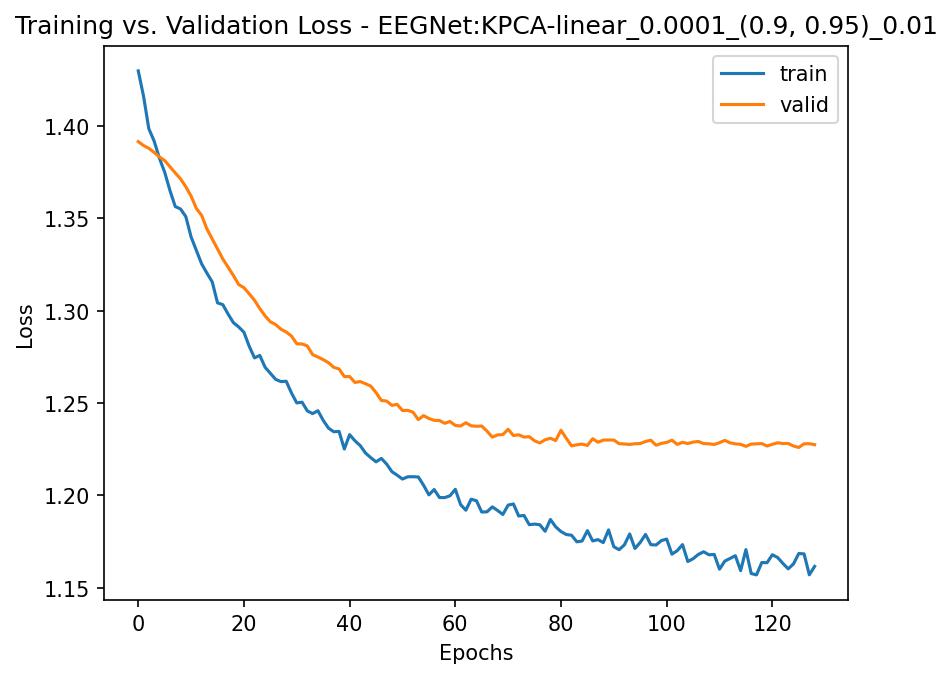 Training vs. Validation Loss - EEGNet:KPCA-linear_0.0001_(0.9, 0.95)_0.01
train
valid
1.40
1.35
1.30
1.25
1.20
1.15
Loss
0 20 40 60 80 100 120
Epochs